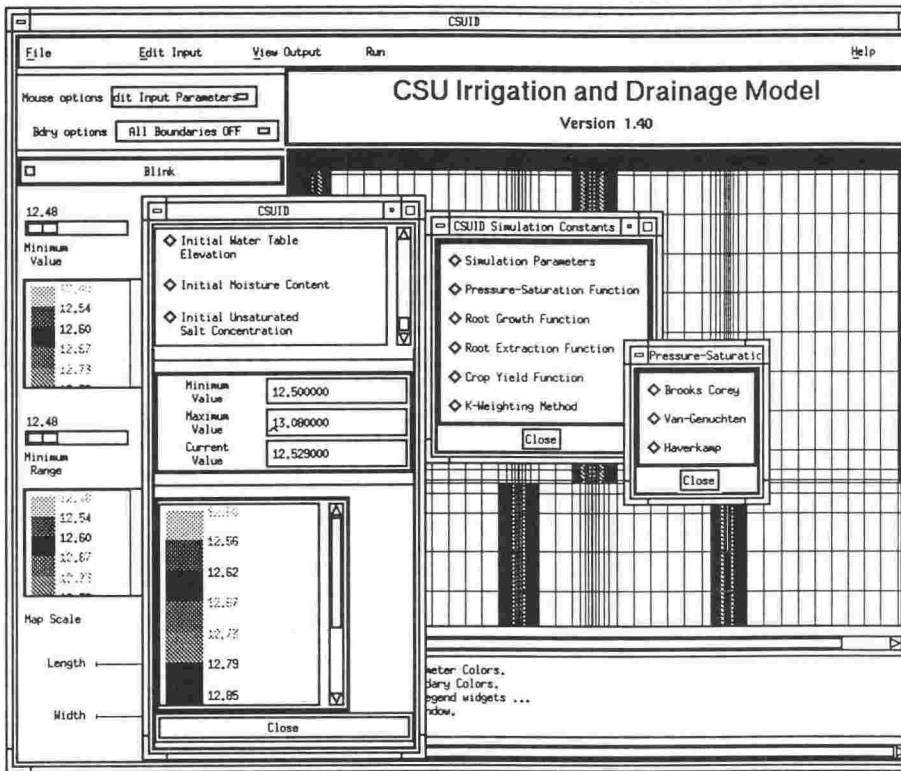 CSUID
File Edit Input View Output Run Help
Mouse options dit Input Parameters
Bdry options All Boundaries OFF
CSU Irrigation and Drainage Model
Version 1.40
Blink
12.48
Minimum
Value
12.54
12.60
12.67
12.73
12.48
Minimum
Range
12.48
12.54
12.60
12.67
12.73
Map Scale
Length
Width
CSUID
Initial Water Table
Elevation
Initial Moisture Content
Initial Unsaturated
Salt Concentration
Minimum
Value
12.500000
Maximum
Value
13.080000
Current
Value
12.529000
12.56
12.62
12.67
12.73
12.79
12.85
Close
CSUID Simulation Constants
Simulation Parameters
Pressure-Saturation Function
Root Growth Function
Root Extraction Function
Crop Yield Function
K-Weighting Method
Close
Pressure-Saturatic
Brooks Corey
Van-Genuchten
Haverkamp
Close
meter Colors.
dary Colors.
egend widgets ...
ndow.